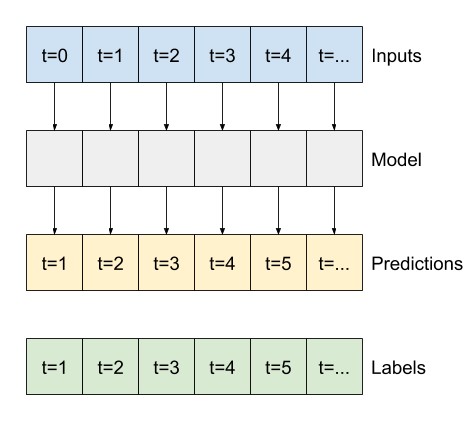 t=0 t=1 t=2 t=3 t=4 t=... Inputs
Model
t=1 t=2 t=3 t=4 t=5 t=... Predictions
t=1 t=2 t=3 t=4 t=5 t=... Labels